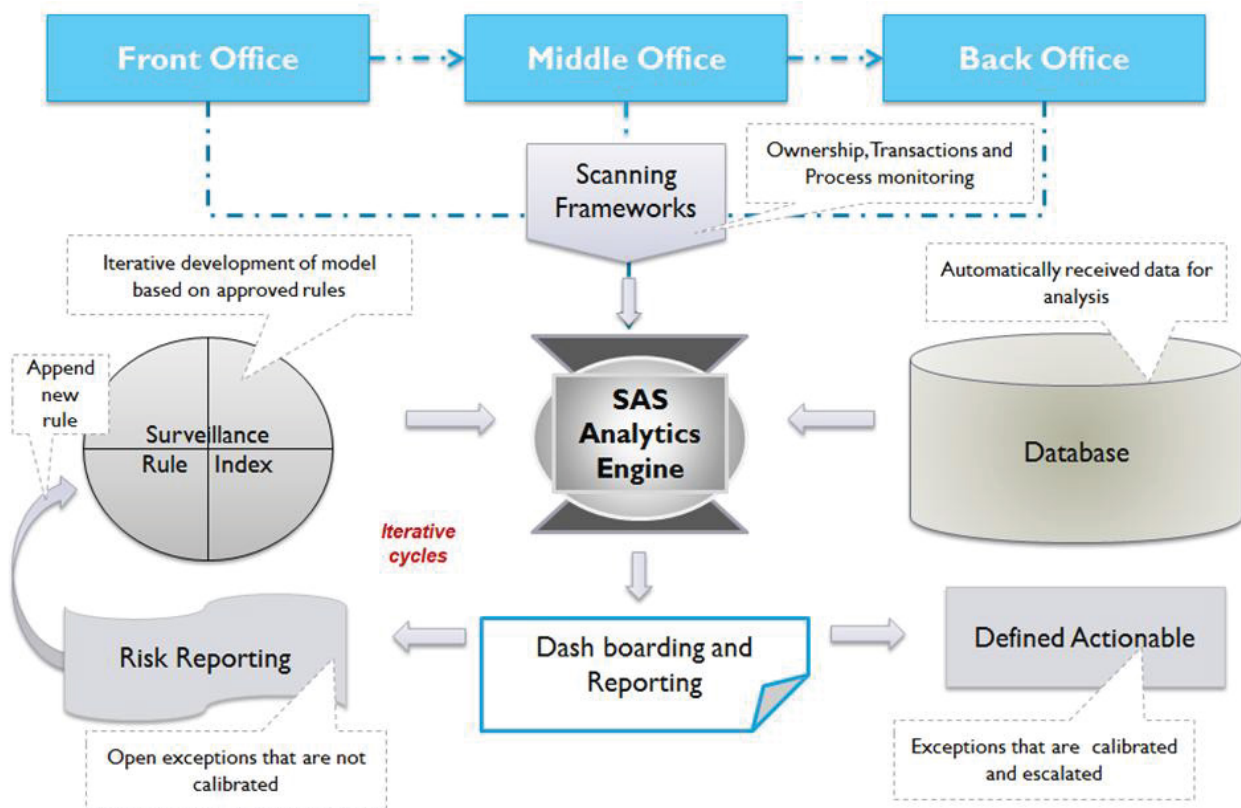 Front Office
Middle Office
Back Office
Scanning
Frameworks
Ownership, Transactions and
Process monitoring
Iterative development of model
based on approved rules
Automatically received data for
analysis
Append
new
rule
Surveillance
Rule Index
SAS
Analytics
Engine
Database
Iterative
cycles
Risk Reporting
Dash boarding and
Reporting
Defined Actionable
Open exceptions that are not
calibrated
Exceptions that are calibrated
and escalated